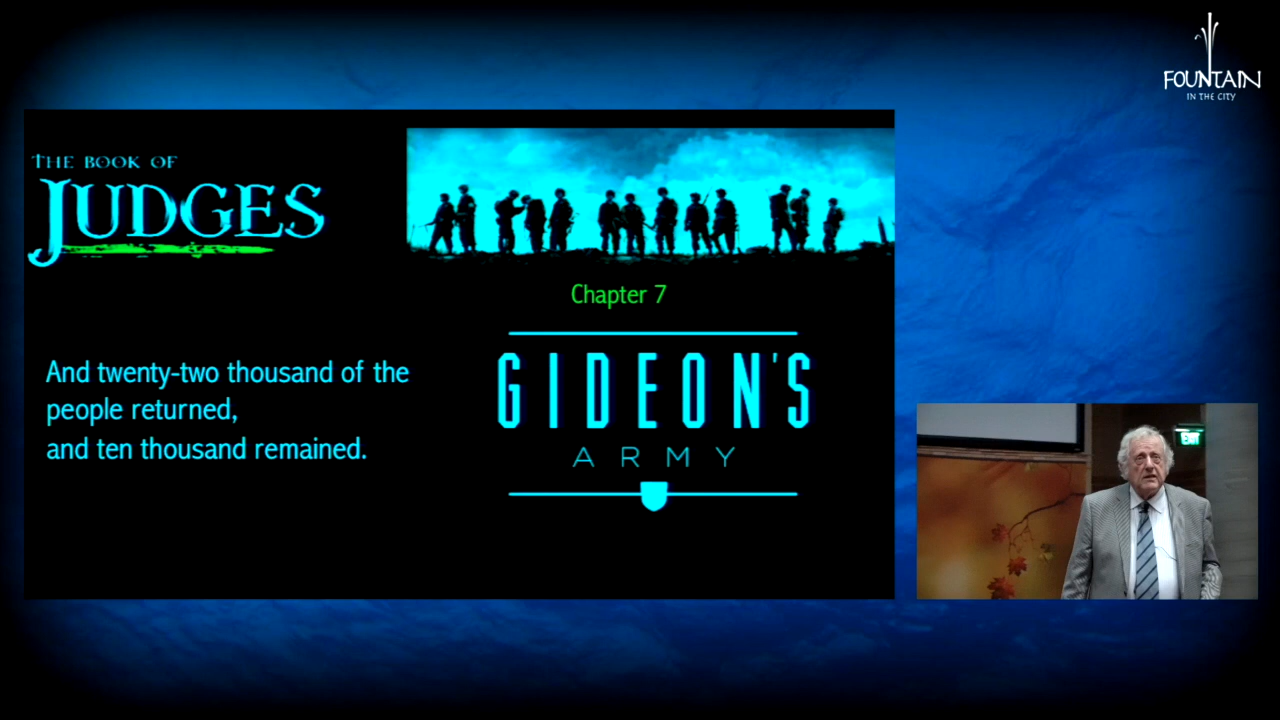 FOUNTAIN
IN THE CITY
THE BOOK OF
JUDGES
Chapter 7
GIDEON'S
ARMY
And twenty-two thousand of the
people returned,
and ten thousand remained.
EXIT